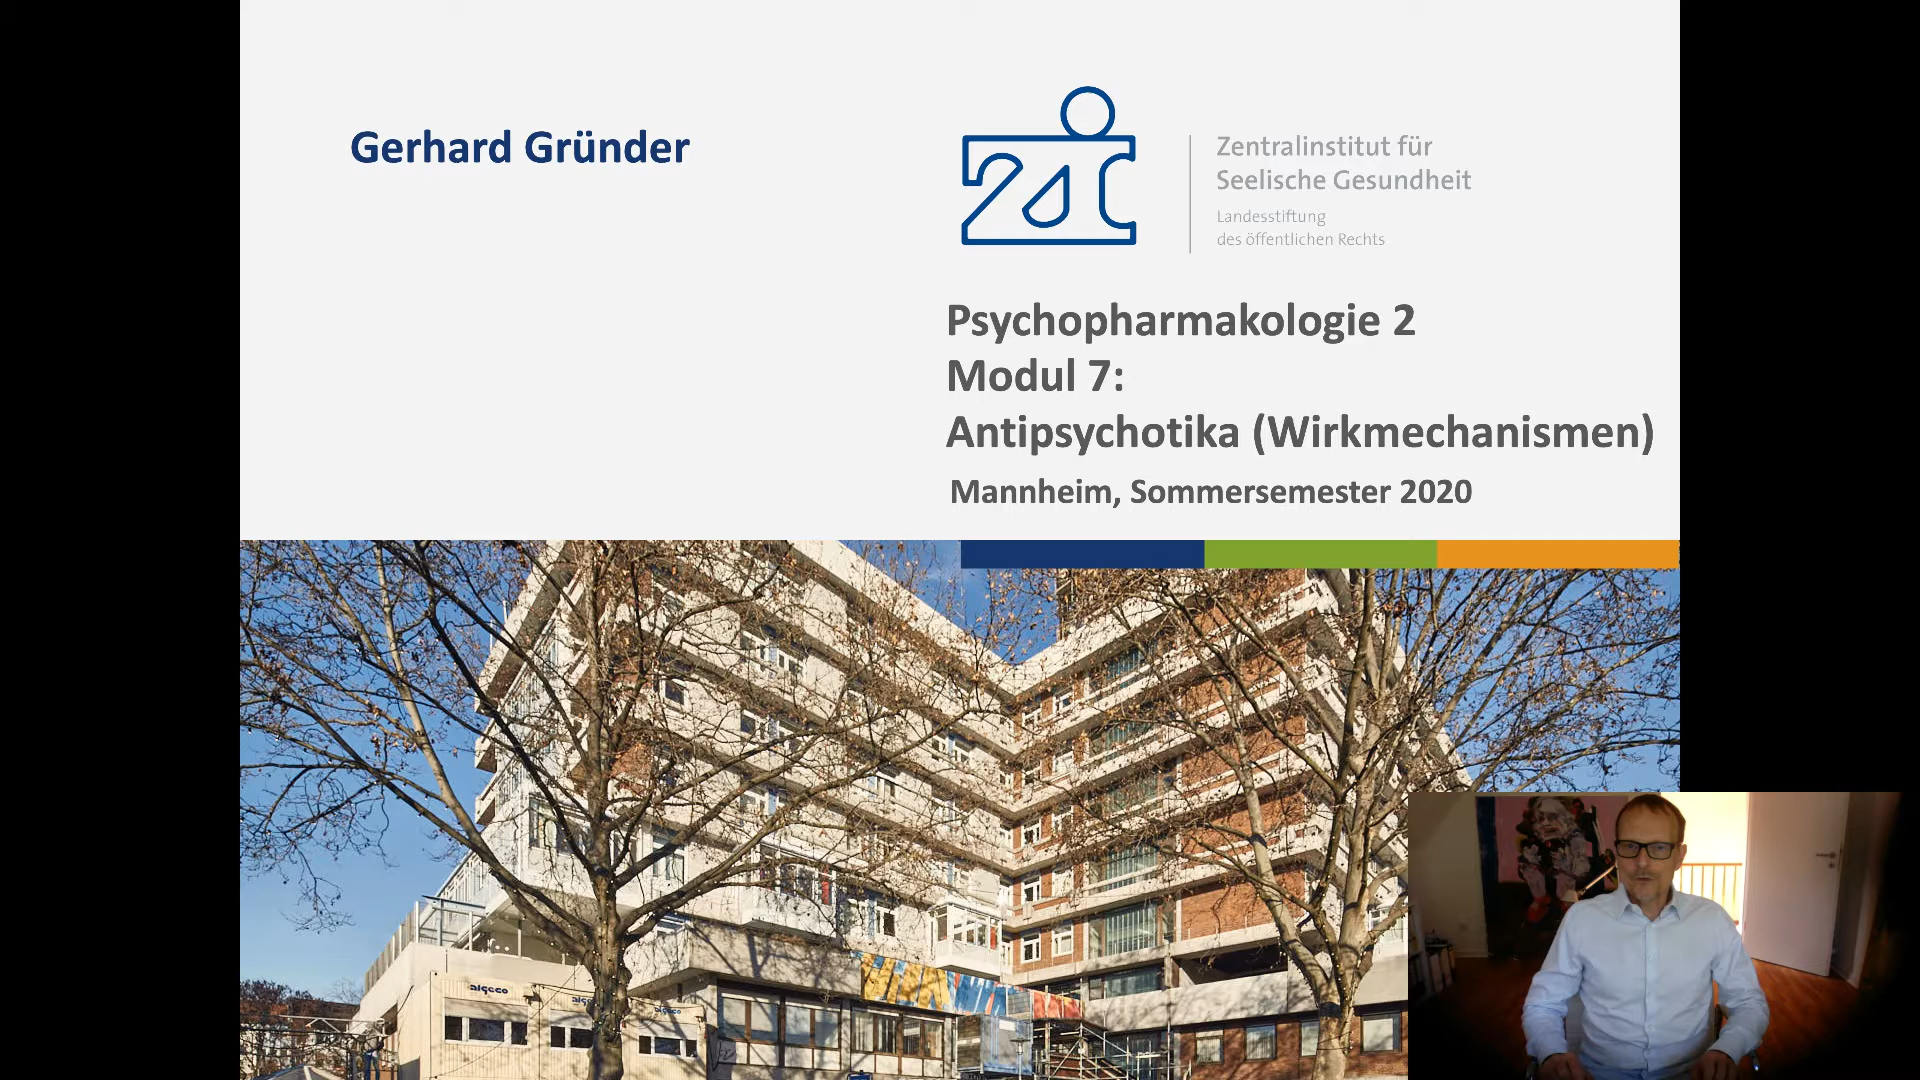 Gerhard Gründer
Zentralinstitut für
Seelische Gesundheit
Landesstiftung
des öffentlichen Rechts
Psychopharmakologie 2
Modul 7:
Antipsychotika (Wirkmechanismen)
Mannheim, Sommersemester 2020
algeco